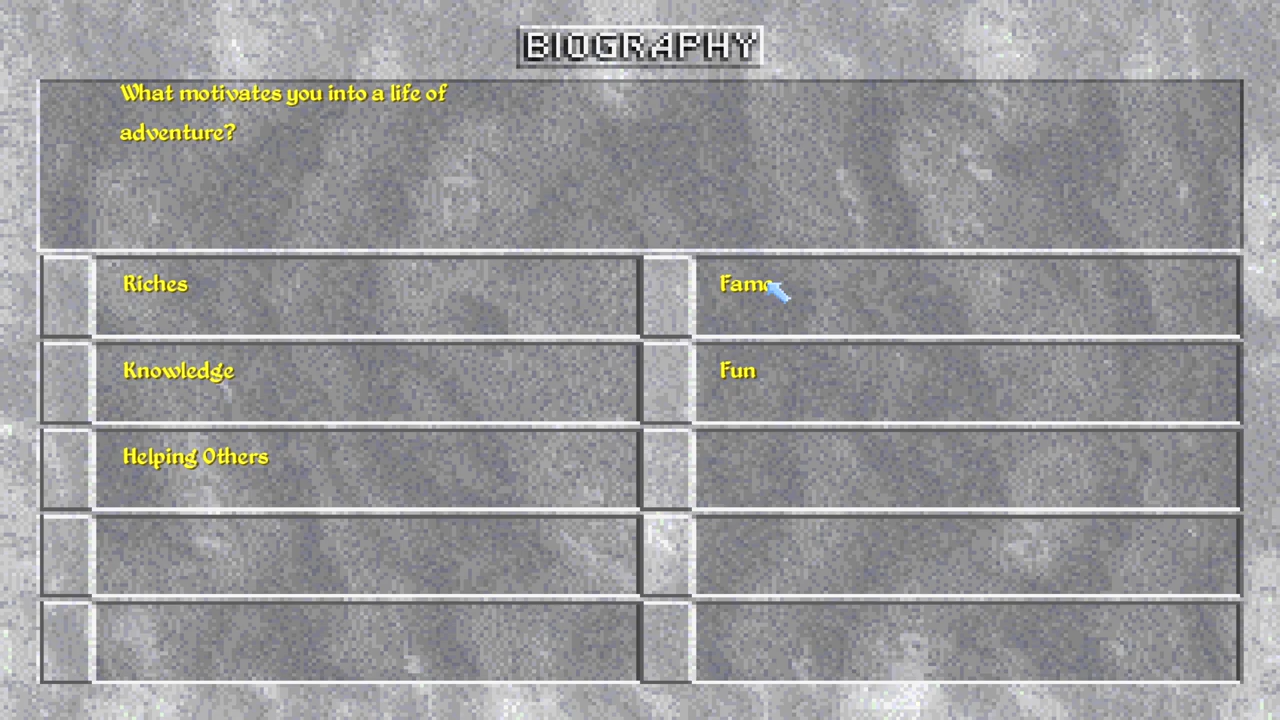 BIOGRAPHY
What motivates you into a life of
adventure?
Riches
Fame
Knowledge
Fun
Helping Others